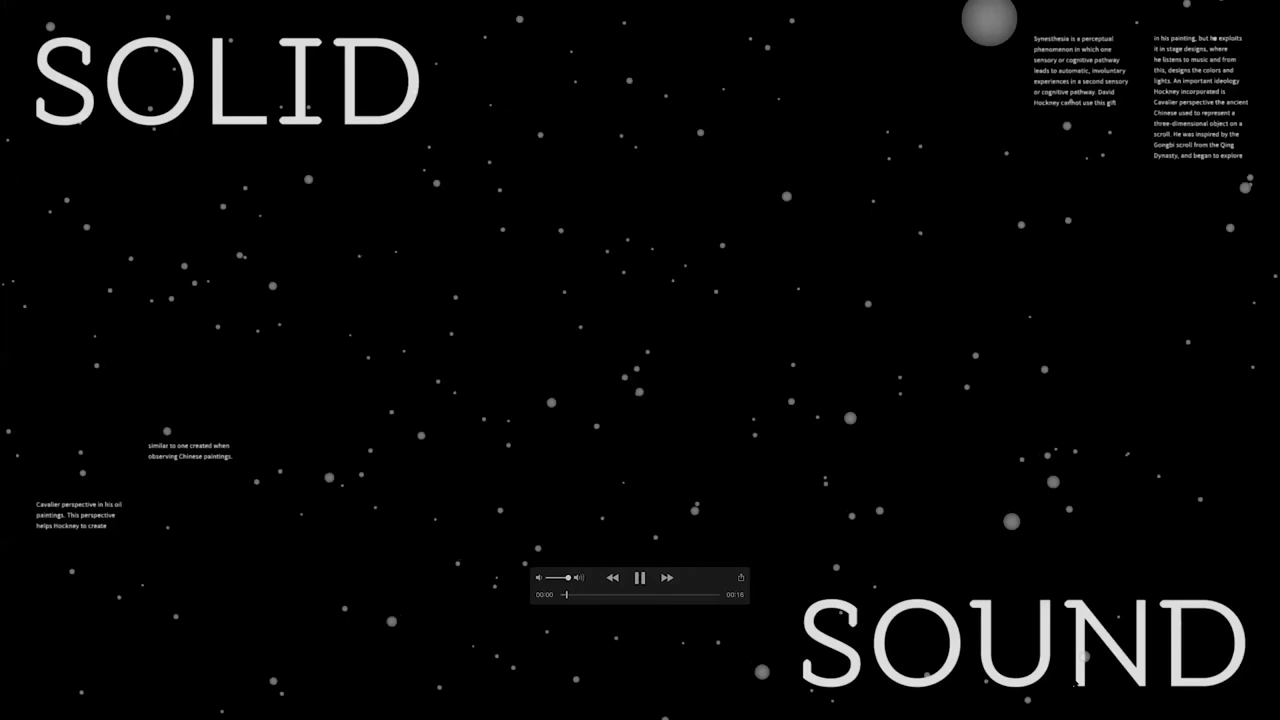 SOLID
Synesthesia is a perceptual
phenomenon in which one
sensory or cognitive pathway
leads to automatic, involuntary
experiences in a second sensory
or cognitive pathway. David
Hockney cannot use this gift
in his painting, but he exploits
it in stage designs, where
he listens to music and from
this, designs the colors and
lights. An important ideology
Hockney incorporated is
Cavalier perspective the ancient
Chinese used to represent a
three-dimensional object on a
scroll. He was inspired by the
Gongbi scroll from the Qing
Dynasty, and began to explore
Cavalier perspective in his oil
paintings. This perspective
helps Hockney to create
similar to one created when
observing Chinese paintings.
00:00
00:16
SOUND